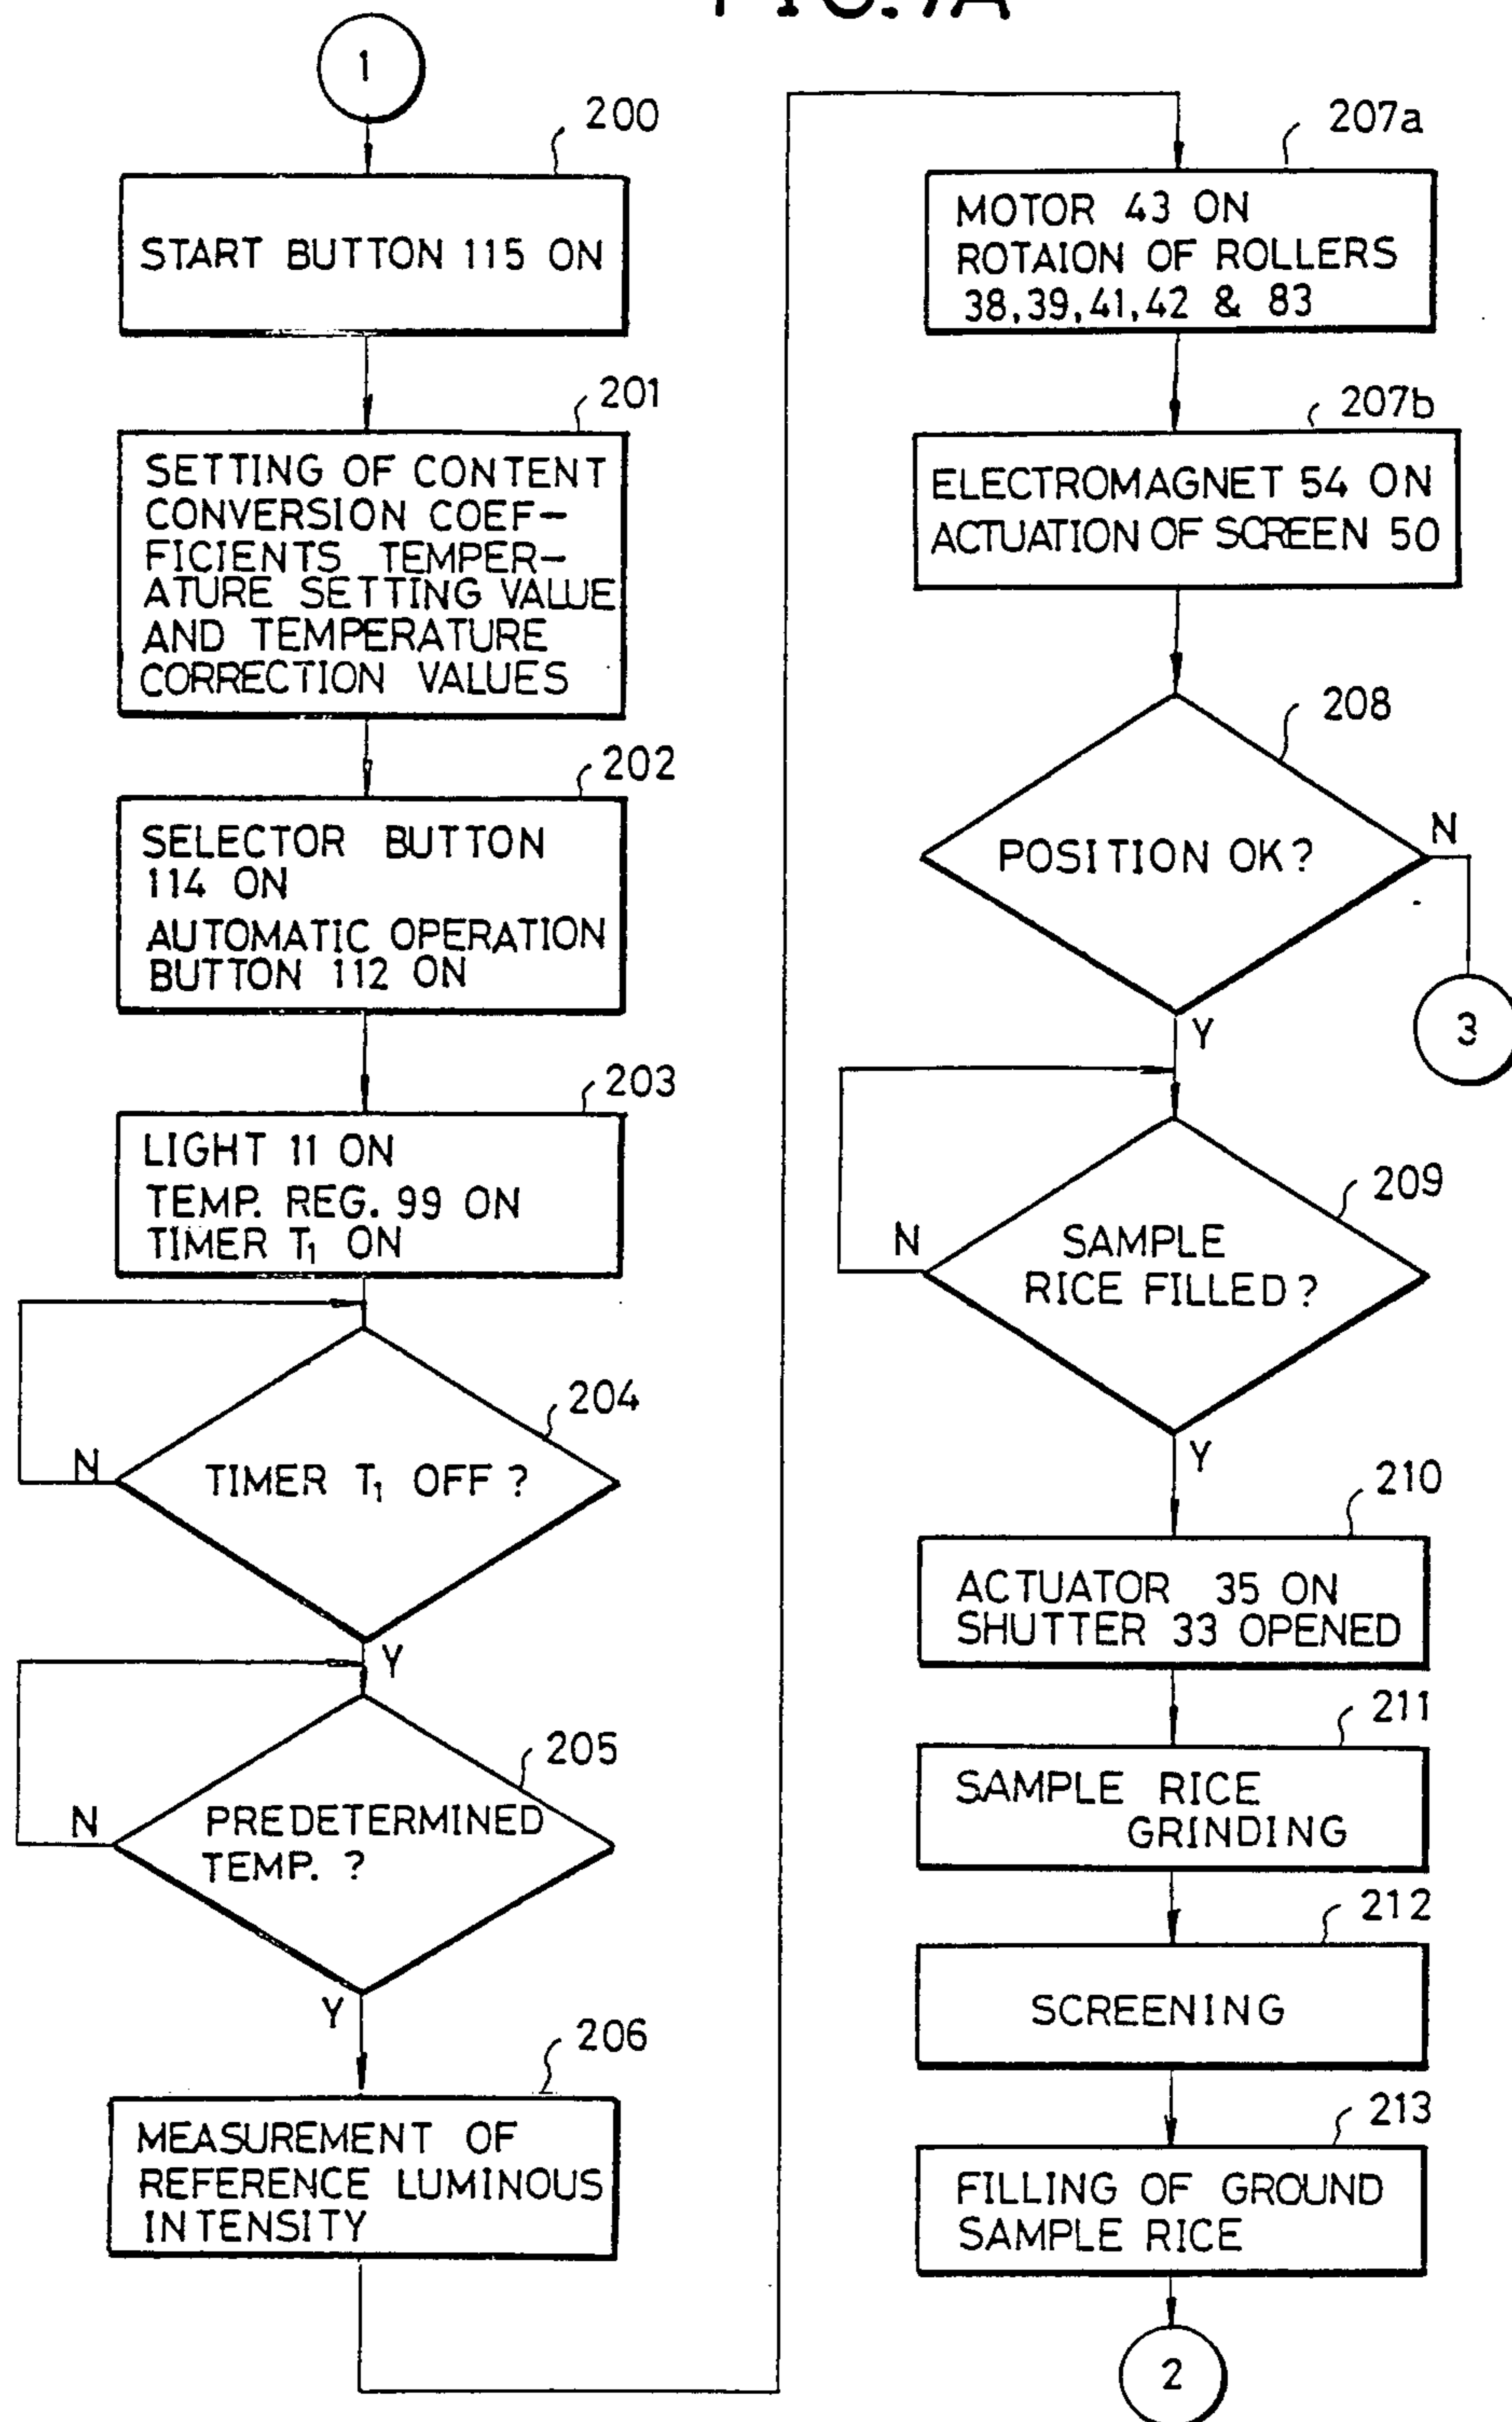 FIG. 7A
1
200
START BUTTON 115 ON
201
SETTING OF CONTENT
CONVERSION COEF-
FICIENTS TEMPER-
ATURE SETTING VALUE
AND TEMPERATURE
CORRECTION VALUES
202
SELECTOR BUTTON
114 ON
AUTOMATIC OPERATION
BUTTON 112 ON
203
LIGHT 11 ON
TEMP. REG. 99 ON
TIMER T1 ON
204
N
TIMER T1 OFF ?
Y
205
N
PREDETERMINED
TEMP. ?
Y
206
MEASUREMENT OF
REFERENCE LUMINOUS
INTENSITY
207a
MOTOR 43 ON
ROTAION OF ROLLERS
38,39,41,42 & 83
207b
ELECTROMAGNET 54 ON
ACTUATION OF SCREEN 50
208
POSITION OK ?
N
3
Y
209
N
SAMPLE
RICE FILLED ?
Y
210
ACTUATOR 35 ON
SHUTTER 33 OPENED
211
SAMPLE RICE
GRINDING
212
SCREENING
213
FILLING OF GROUND
SAMPLE RICE
2